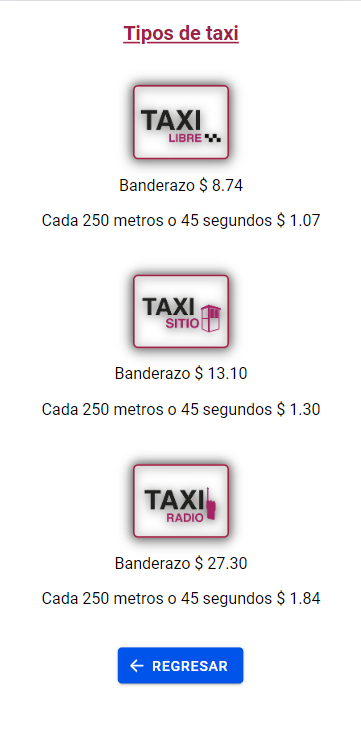 Tipos de taxi
TAXI
LIBRE
Banderazo $ 8.74
Cada 250 metros o 45 segundos $ 1.07
TAXI
SITIO
Banderazo $ 13.10
Cada 250 metros o 45 segundos $ 1.30
TAXI
RADIO
Banderazo $ 27.30
Cada 250 metros o 45 segundos $ 1.84
REGRESAR